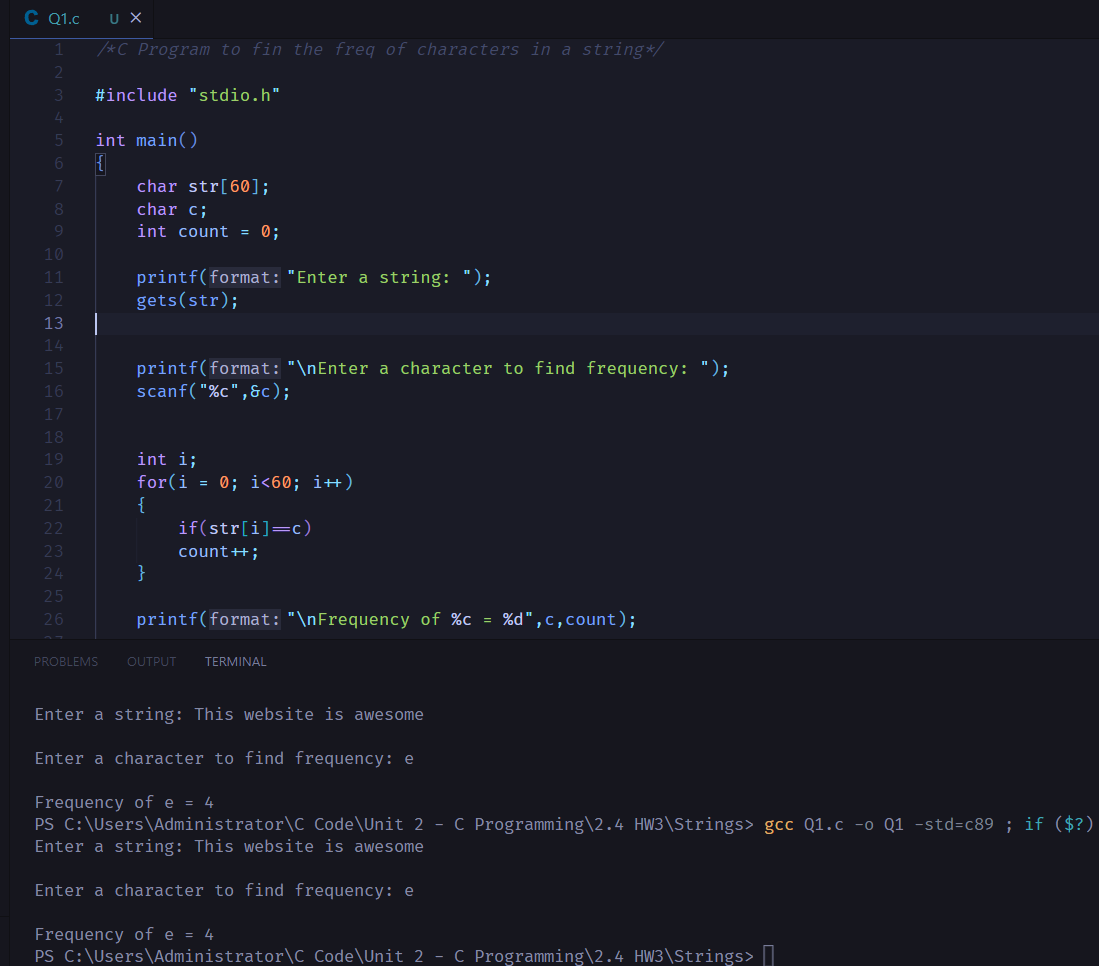 C Q1.c U ×
1 /*C Program to fin the freq of characters in a string*/
2
3 #include "stdio.h"
4
5 int main()
6 {
7 char str[60];
8 char c;
9 int count = 0;
10
11 printf(format:"Enter a string: ");
12 gets(str);
13
14
15 printf(format:"\nEnter a character to find frequency: ");
16 scanf("%c",&c);
17
18
19 int i;
20 for(i = 0; i<60; i++)
21 {
22 if(str[i]==c)
23 count++;
24 }
25
26 printf(format:"\nFrequency of %c = %d",c,count);
27
PROBLEMS OUTPUT TERMINAL
Enter a string: This website is awesome
Enter a character to find frequency: e
Frequency of e = 4
PS C:\Users\Administrator\C Code\Unit 2 - C Programming\2.4 HW3\Strings> gcc Q1.c -o Q1 -std=c89 ; if ($?)
Enter a string: This website is awesome
Enter a character to find frequency: e
Frequency of e = 4
PS C:\Users\Administrator\C Code\Unit 2 - C Programming\2.4 HW3\Strings>